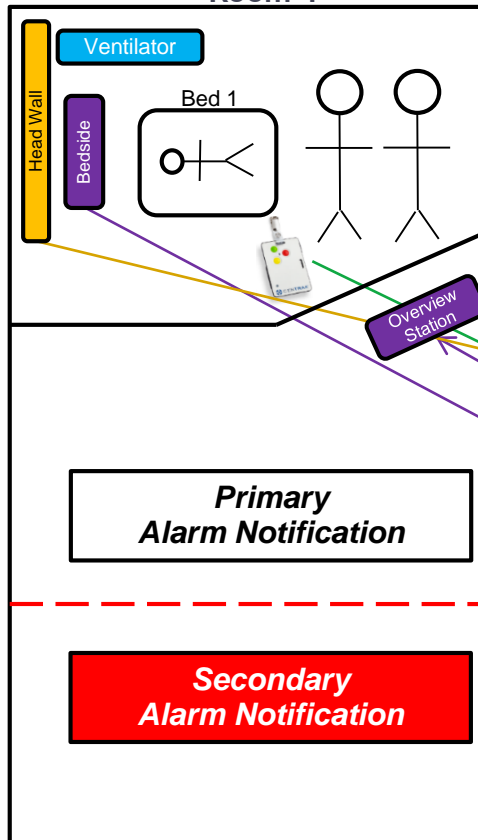 Ventilator
Head Wall
Bedside
Bed 1
Overview
Station
Primary
Alarm Notification
Secondary
Alarm Notification